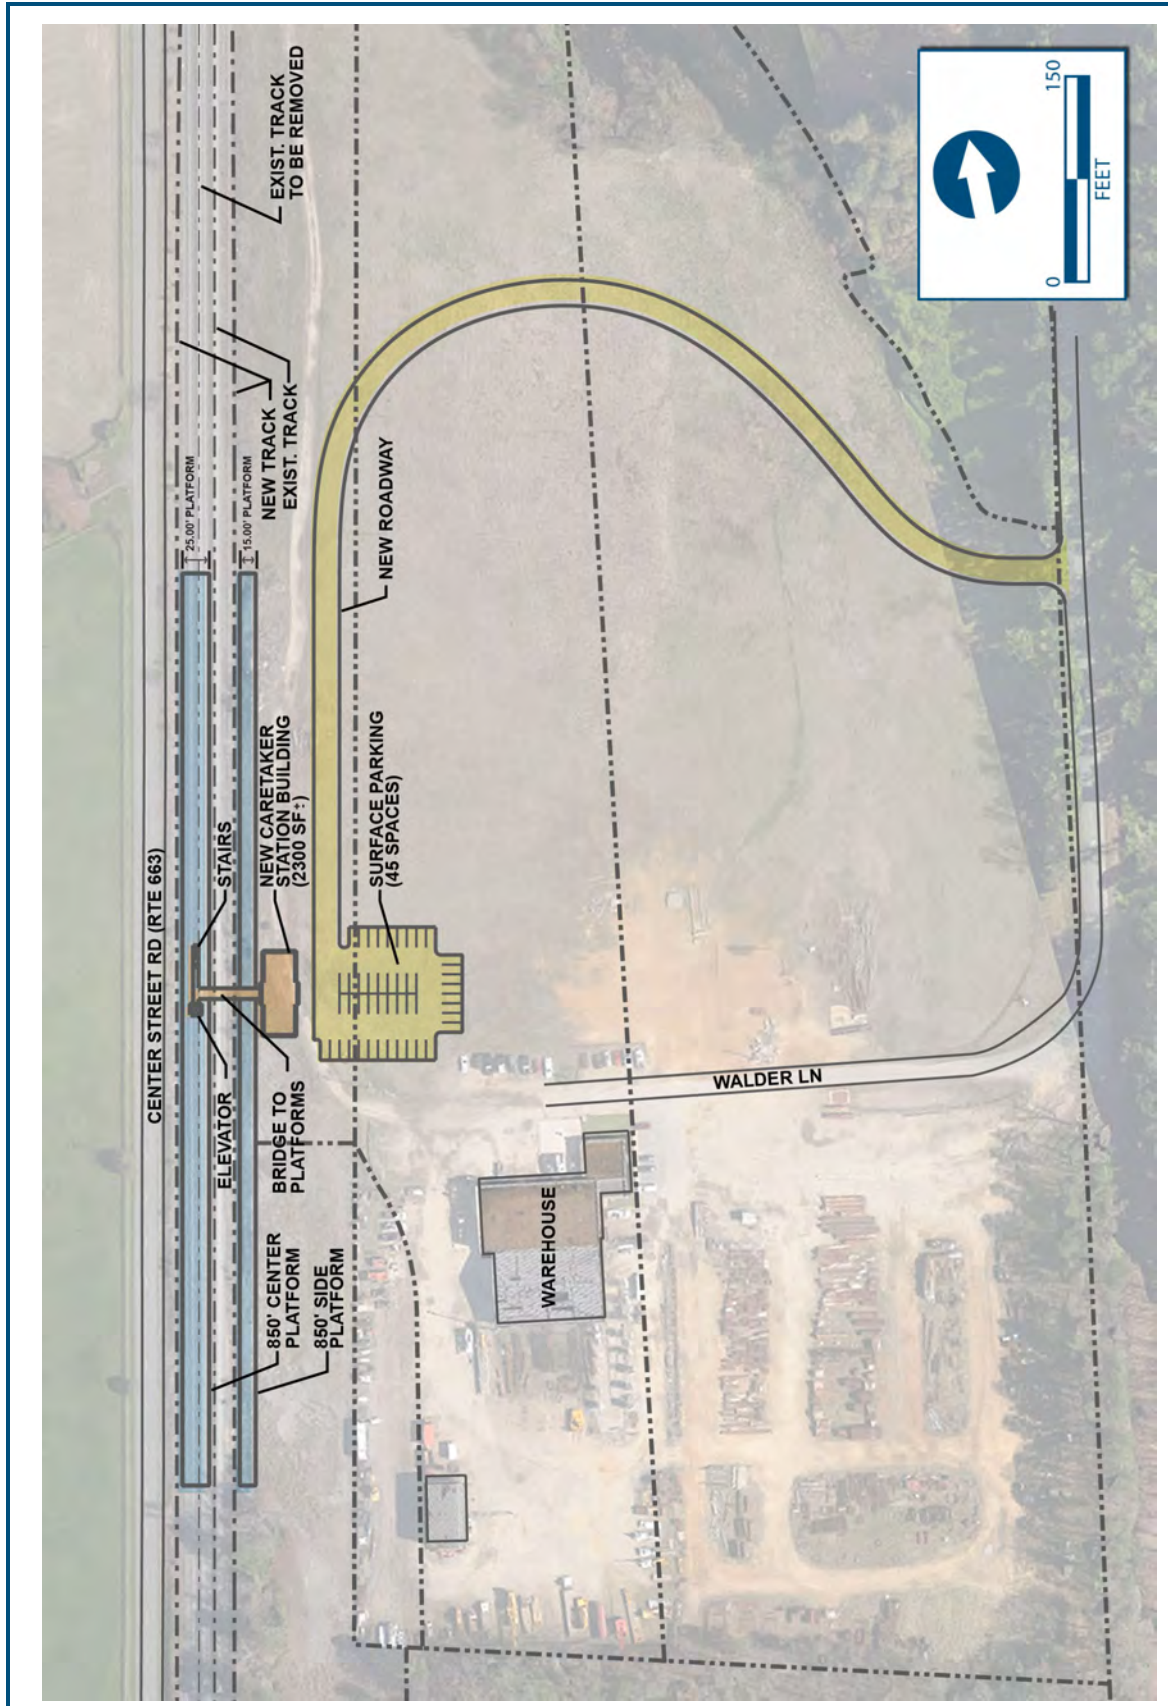 EXIST. TRACK
TO BE REMOVED
150
FEET
0
NEW TRACK
EXIST. TRACK
25.00' PLATFORM
15.00' PLATFORM
NEW ROADWAY
CENTER STREET RD (RTE 663)
STAIRS
NEW CARETAKER
STATION BUILDING
(2300 SF±)
SURFACE PARKING
(45 SPACES)
ELEVATOR
BRIDGE TO
PLATFORMS
WALDER LN
WAREHOUSE
850' CENTER
PLATFORM
850' SIDE
PLATFORM